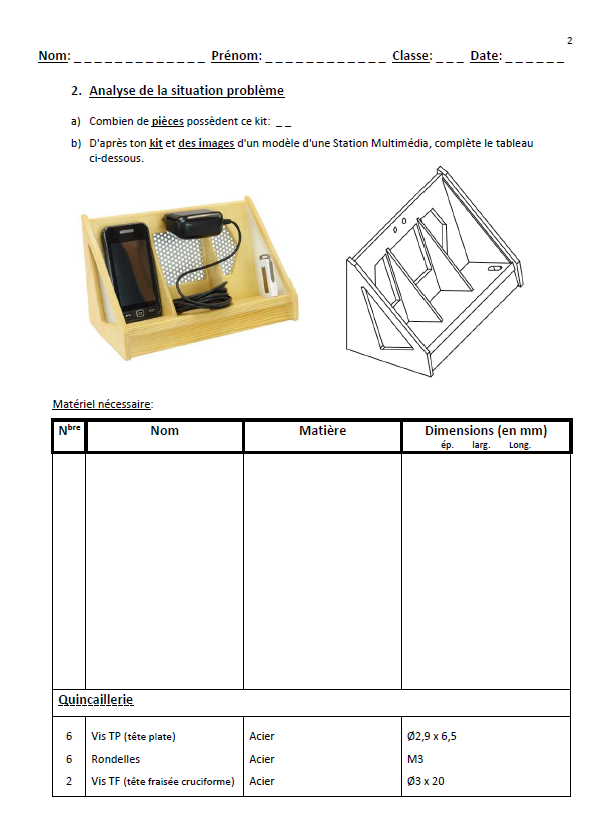 2
Nom: _ _ _ _ _ _ _ _ _ _ _ _ _ Prénom: _ _ _ _ _ _ _ _ _ _ _ _ Classe: _ _ _ Date: _ _ _ _ _ _
2. Analyse de la situation problème
a) Combien de pièces possèdent ce kit: _ _
b) D'après ton kit et des images d'un modèle d'une Station Multimédia, complète le tableau
ci-dessous.
Matériel nécessaire:
Nbre Nom Matière Dimensions (en mm)
ép. larg. Long.
Quincaillerie
6 Vis TP (tête plate) Acier Ø2,9 x 6,5
6 Rondelles Acier M3
2 Vis TF (tête fraisée cruciforme) Acier Ø3 x 20